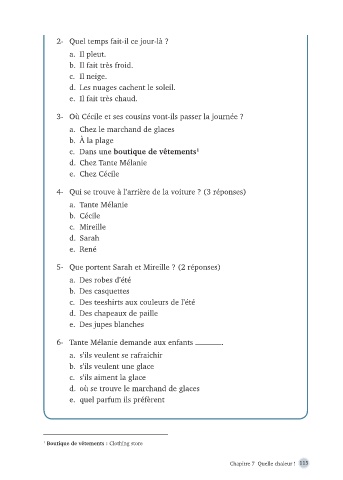 2- Quel temps fait-il ce jour-là ?
a. Il pleut.
b. Il fait très froid.
c. Il neige.
d. Les nuages cachent le soleil.
e. Il fait très chaud.
3- Où Cécile et ses cousins vont-ils passer la journée ?
a. Chez le marchand de glaces
b. À la plage
c. Dans une boutique de vêtements¹
d. Chez Tante Mélanie
e. Chez Cécile
4- Qui se trouve à l'arrière de la voiture ? (3 réponses)
a. Tante Mélanie
b. Cécile
c. Mireille
d. Sarah
e. René
5- Que portent Sarah et Mireille ? (2 réponses)
a. Des robes d'été
b. Des casquettes
c. Des teeshirts aux couleurs de l'été
d. Des chapeaux de paille
e. Des jupes blanches
6- Tante Mélanie demande aux enfants ______.
a. s'ils veulent se rafraichir
b. s'ils veulent une glace
c. s'ils aiment la glace
d. où se trouve le marchand de glaces
e. quel parfum ils préfèrent
¹ Boutique de vêtements : Clothing store
Chapitre 7 Quelle chaleur ! 115